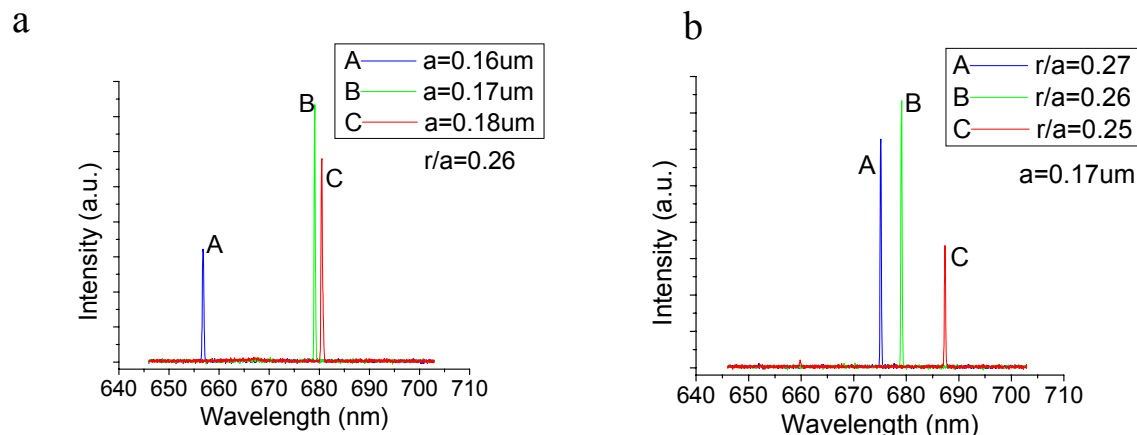 a
A a=0.16um
B a=0.17um
C a=0.18um
r/a=0.26
B
C
A
Intensity (a.u.)
640 650 660 670 680 690 700 710
Wavelength (nm)
b
A r/a=0.27
B r/a=0.26
C r/a=0.25
a=0.17um
B
A
C
Intensity (a.u.)
640 650 660 670 680 690 700 710
Wavelength (nm)